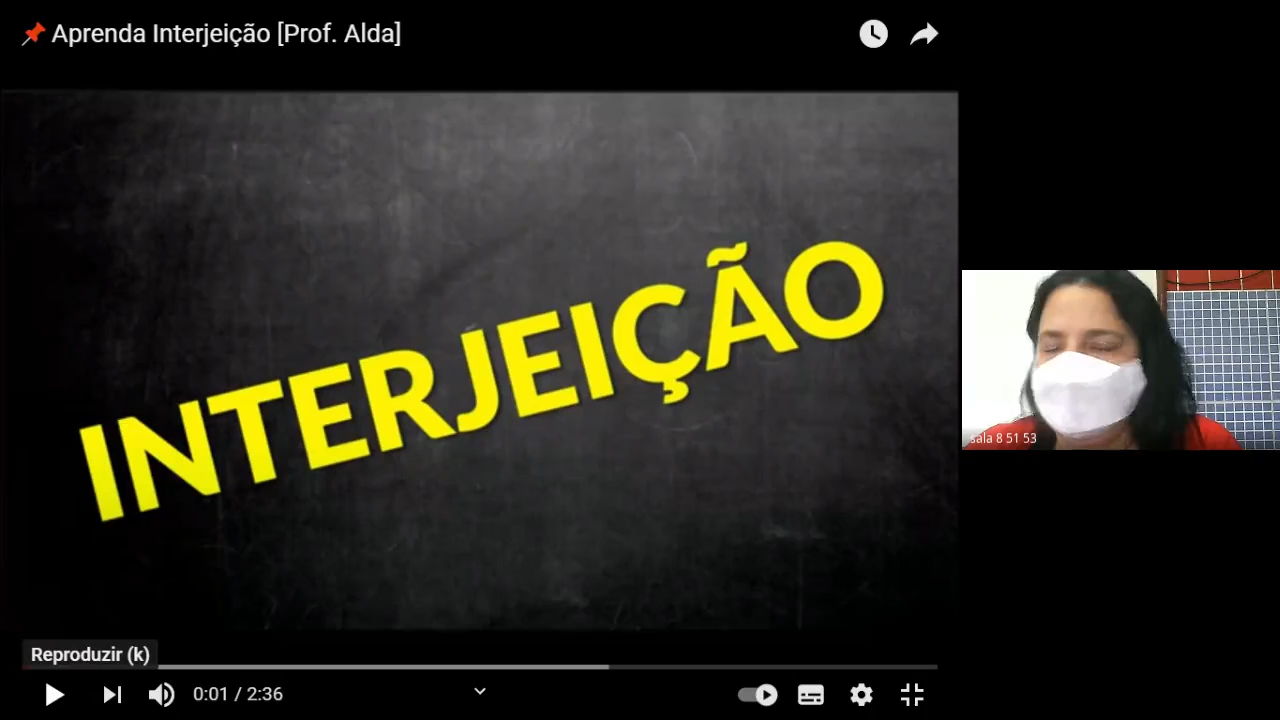 📌 Aprenda Interjeição [Prof. Alda]
INTERJEIÇÃO
sala 8 51 53
Reproduzir (k)
0:01 / 2:36